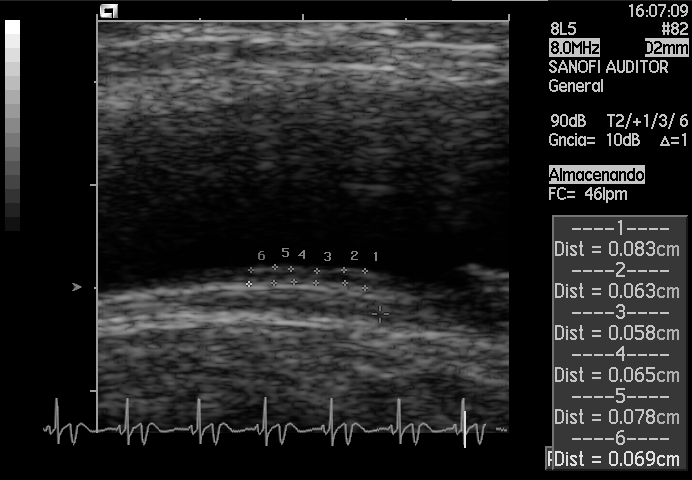 16:07:09
8L5 #82
8.0MHz D2mm
SANOFI AUDITOR
General
90dB T2/+1/3/ 6
Gncia= 10dB Δ=1
Almacenando
FC= 46lpm
----1----
Dist = 0.083cm
----2----
Dist = 0.063cm
----3----
Dist = 0.058cm
----4----
Dist = 0.065cm
----5----
Dist = 0.078cm
----6----
Dist = 0.069cm
6 5 4 3 2 1